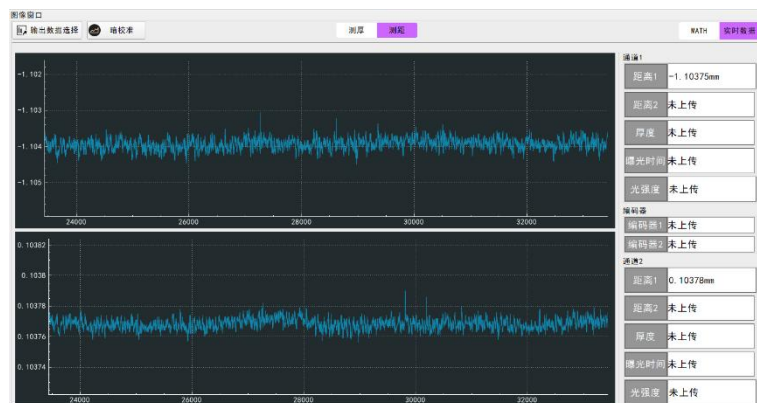 图像窗口
输出数据选择 暗校准 测厚 测距 MATH 实时数据
-1.102
-1.103
-1.104
-1.105
24000 26000 28000 30000 32000
0.10382
0.1038
0.10378
0.10376
0.10374
24000 26000 28000 30000 32000
通道1
距离1 -1.10375mm
距离2 未上传
厚度 未上传
曝光时间 未上传
光强度 未上传
编码器
编码器1 未上传
编码器2 未上传
通道2
距离1 0.10378mm
距离2 未上传
厚度 未上传
曝光时间 未上传
光强度 未上传